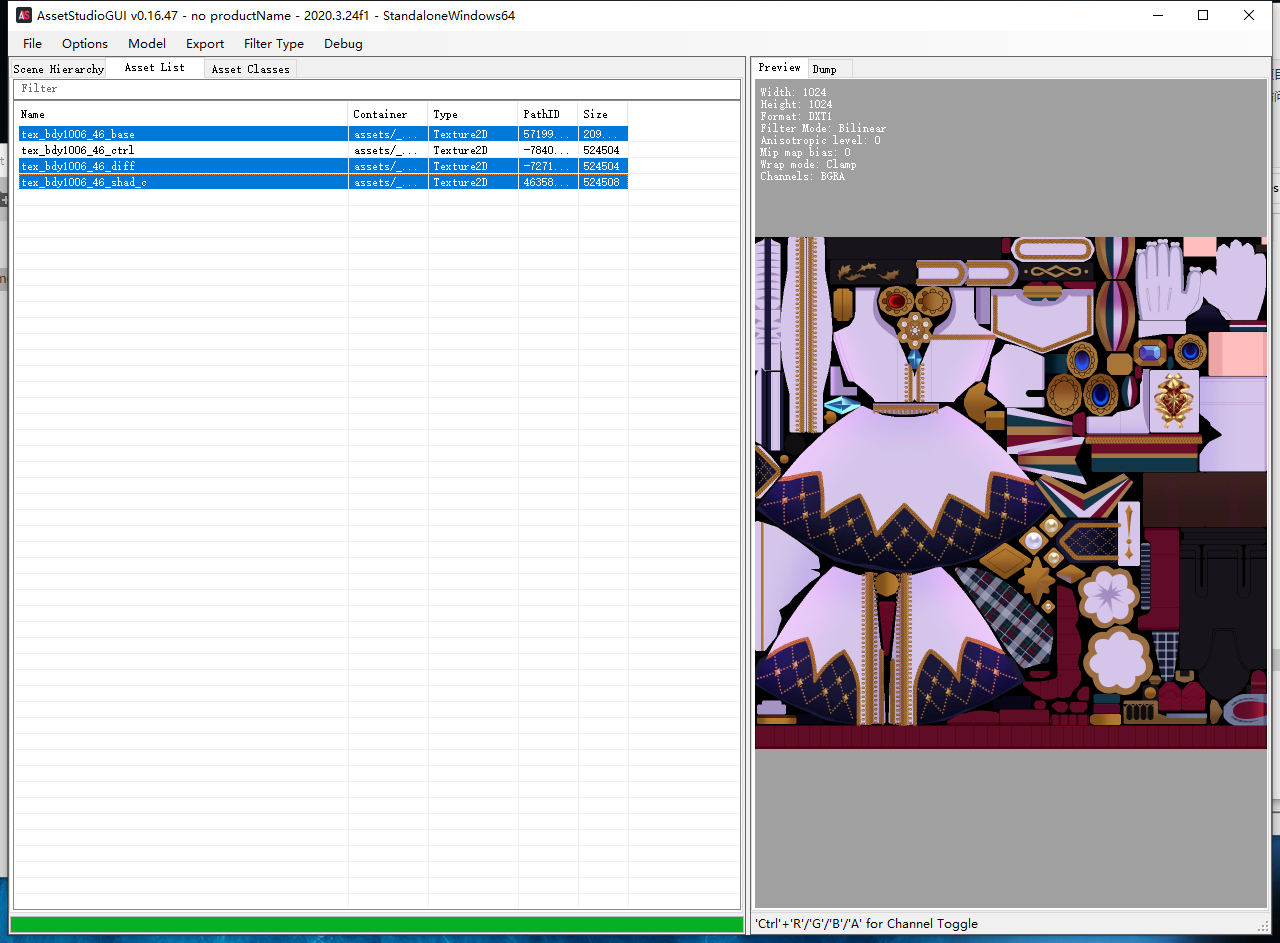 AssetStudioGUI v0.16.47 - no productName - 2020.3.24f1 - StandaloneWindows64
File Options Model Export Filter Type Debug
Scene Hierarchy Asset List Asset Classes
Filter
Name Container Type PathID Size
tex_bdy1006_46_base assets/_... Texture2D 57199... 209...
tex_bdy1006_46_ctrl assets/_... Texture2D -7840... 524504
tex_bdy1006_46_diff assets/_... Texture2D -7271... 524504
tex_bdy1006_46_shad_c assets/_... Texture2D 46358... 524508
Preview Dump
Width: 1024
Height: 1024
Format: DXT1
Filter Mode: Bilinear
Anisotropic level: 0
Mip map bias: 0
Wrap mode: Clamp
Channels: BGRA
'Ctrl'+'R'/'G'/'B'/'A' for Channel Toggle